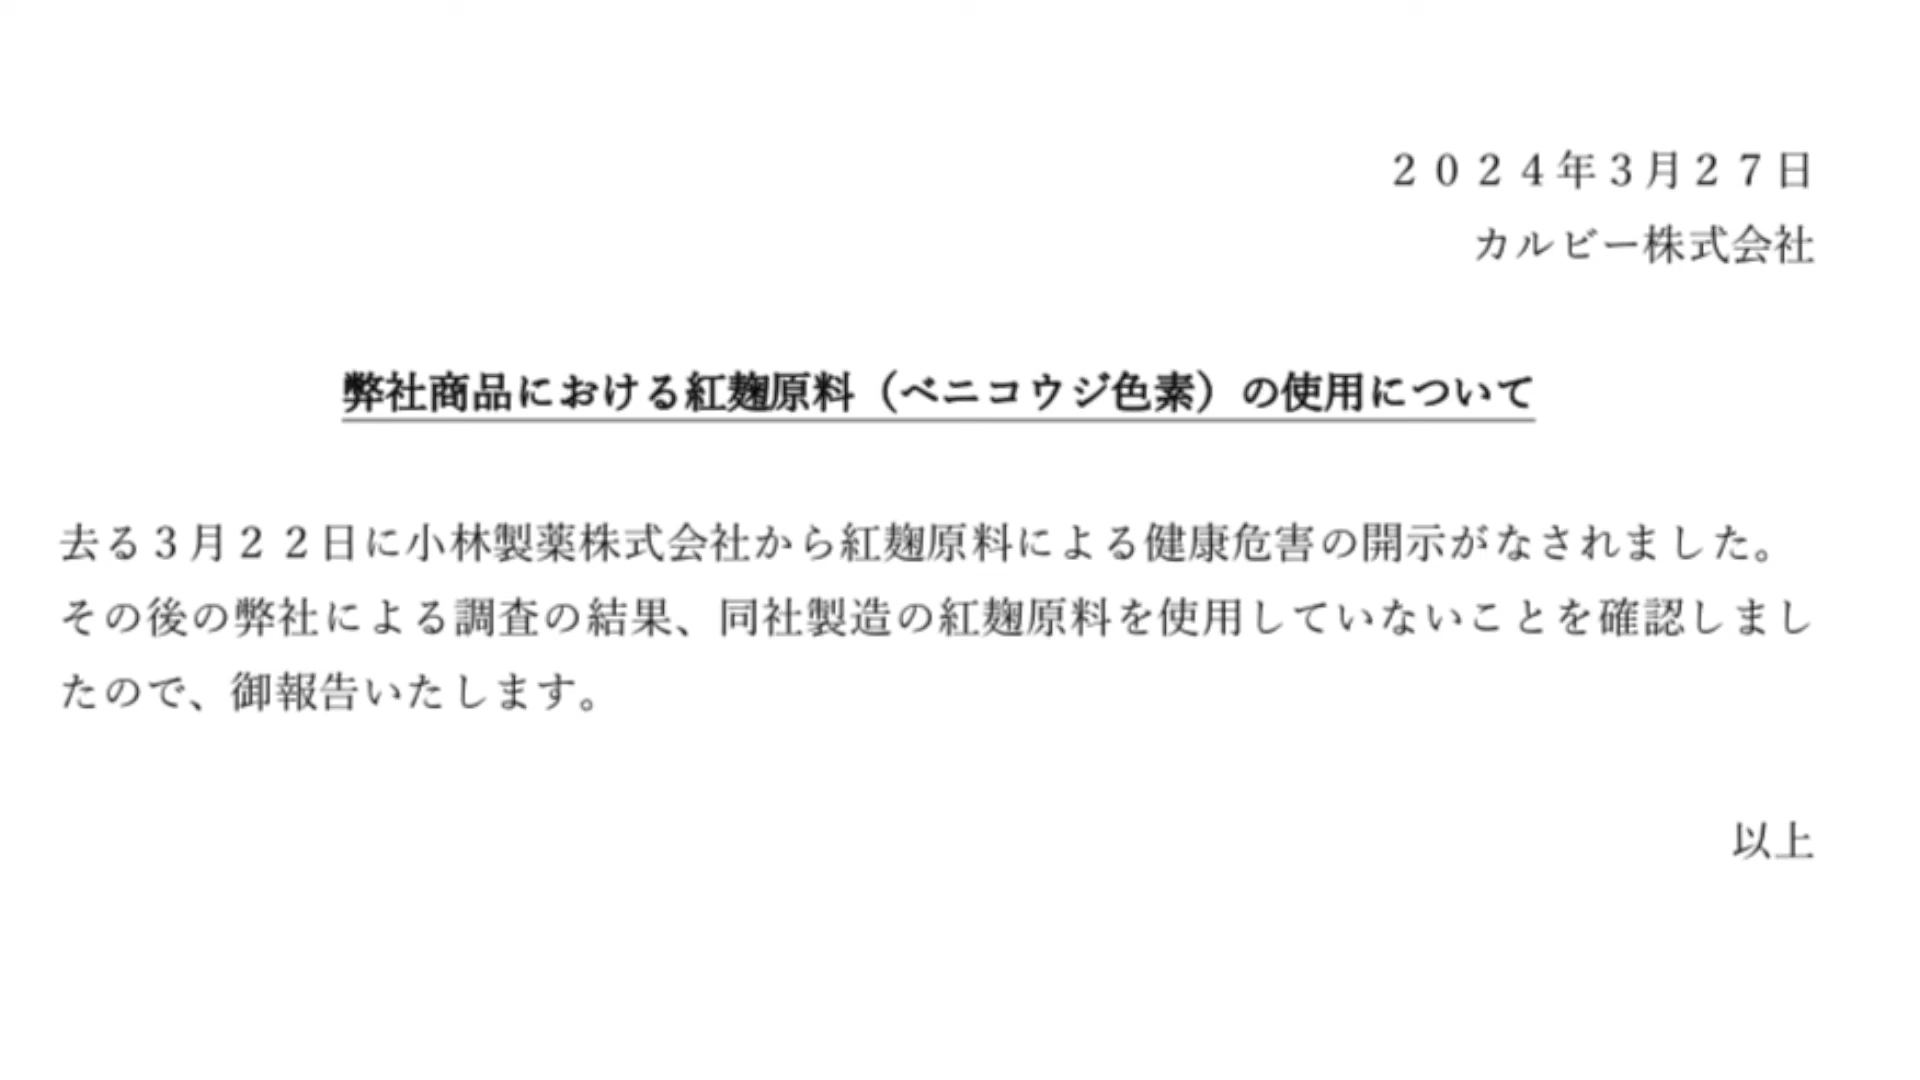 ２０２４年３月２７日
カルビー株式会社
弊社商品における紅麹原料（ベニコウジ色素）の使用について
去る３月２２日に小林製薬株式会社から紅麹原料による健康危害の開示がなされました。
その後の弊社による調査の結果、同社製造の紅麹原料を使用していないことを確認しまし
たので、御報告いたします。
以上